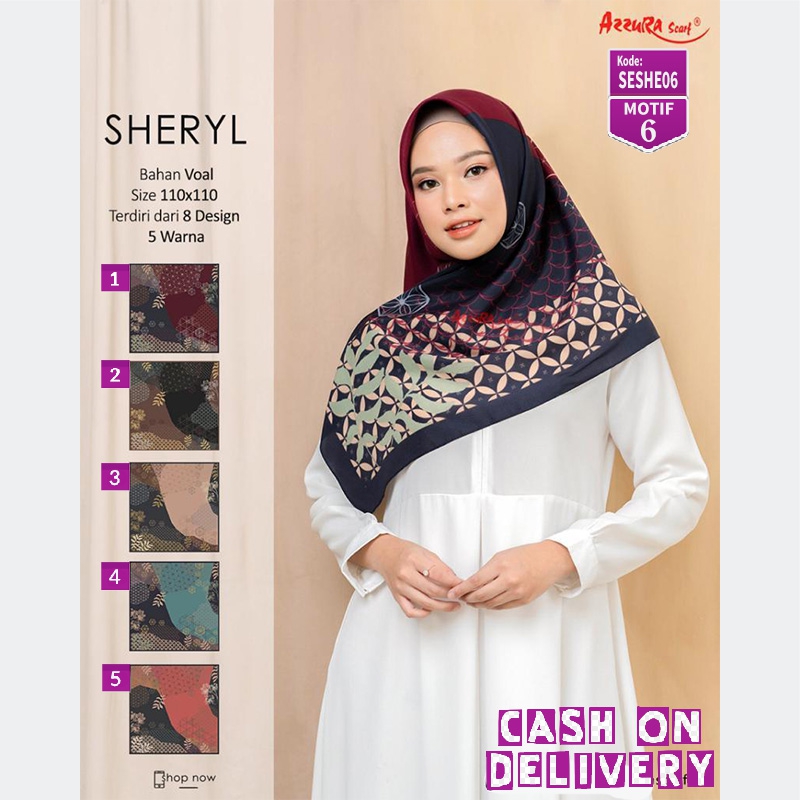 AzzuRa Scarf®
Kode:
SESHE06
MOTIF
6
SHERYL
Bahan Voal
Size 110x110
Terdiri dari 8 Design
5 Warna
1
2
3
4
5
shop now
CASH ON
DELIVERY